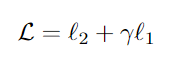 ℒ = ℓ₂ + γℓ₁